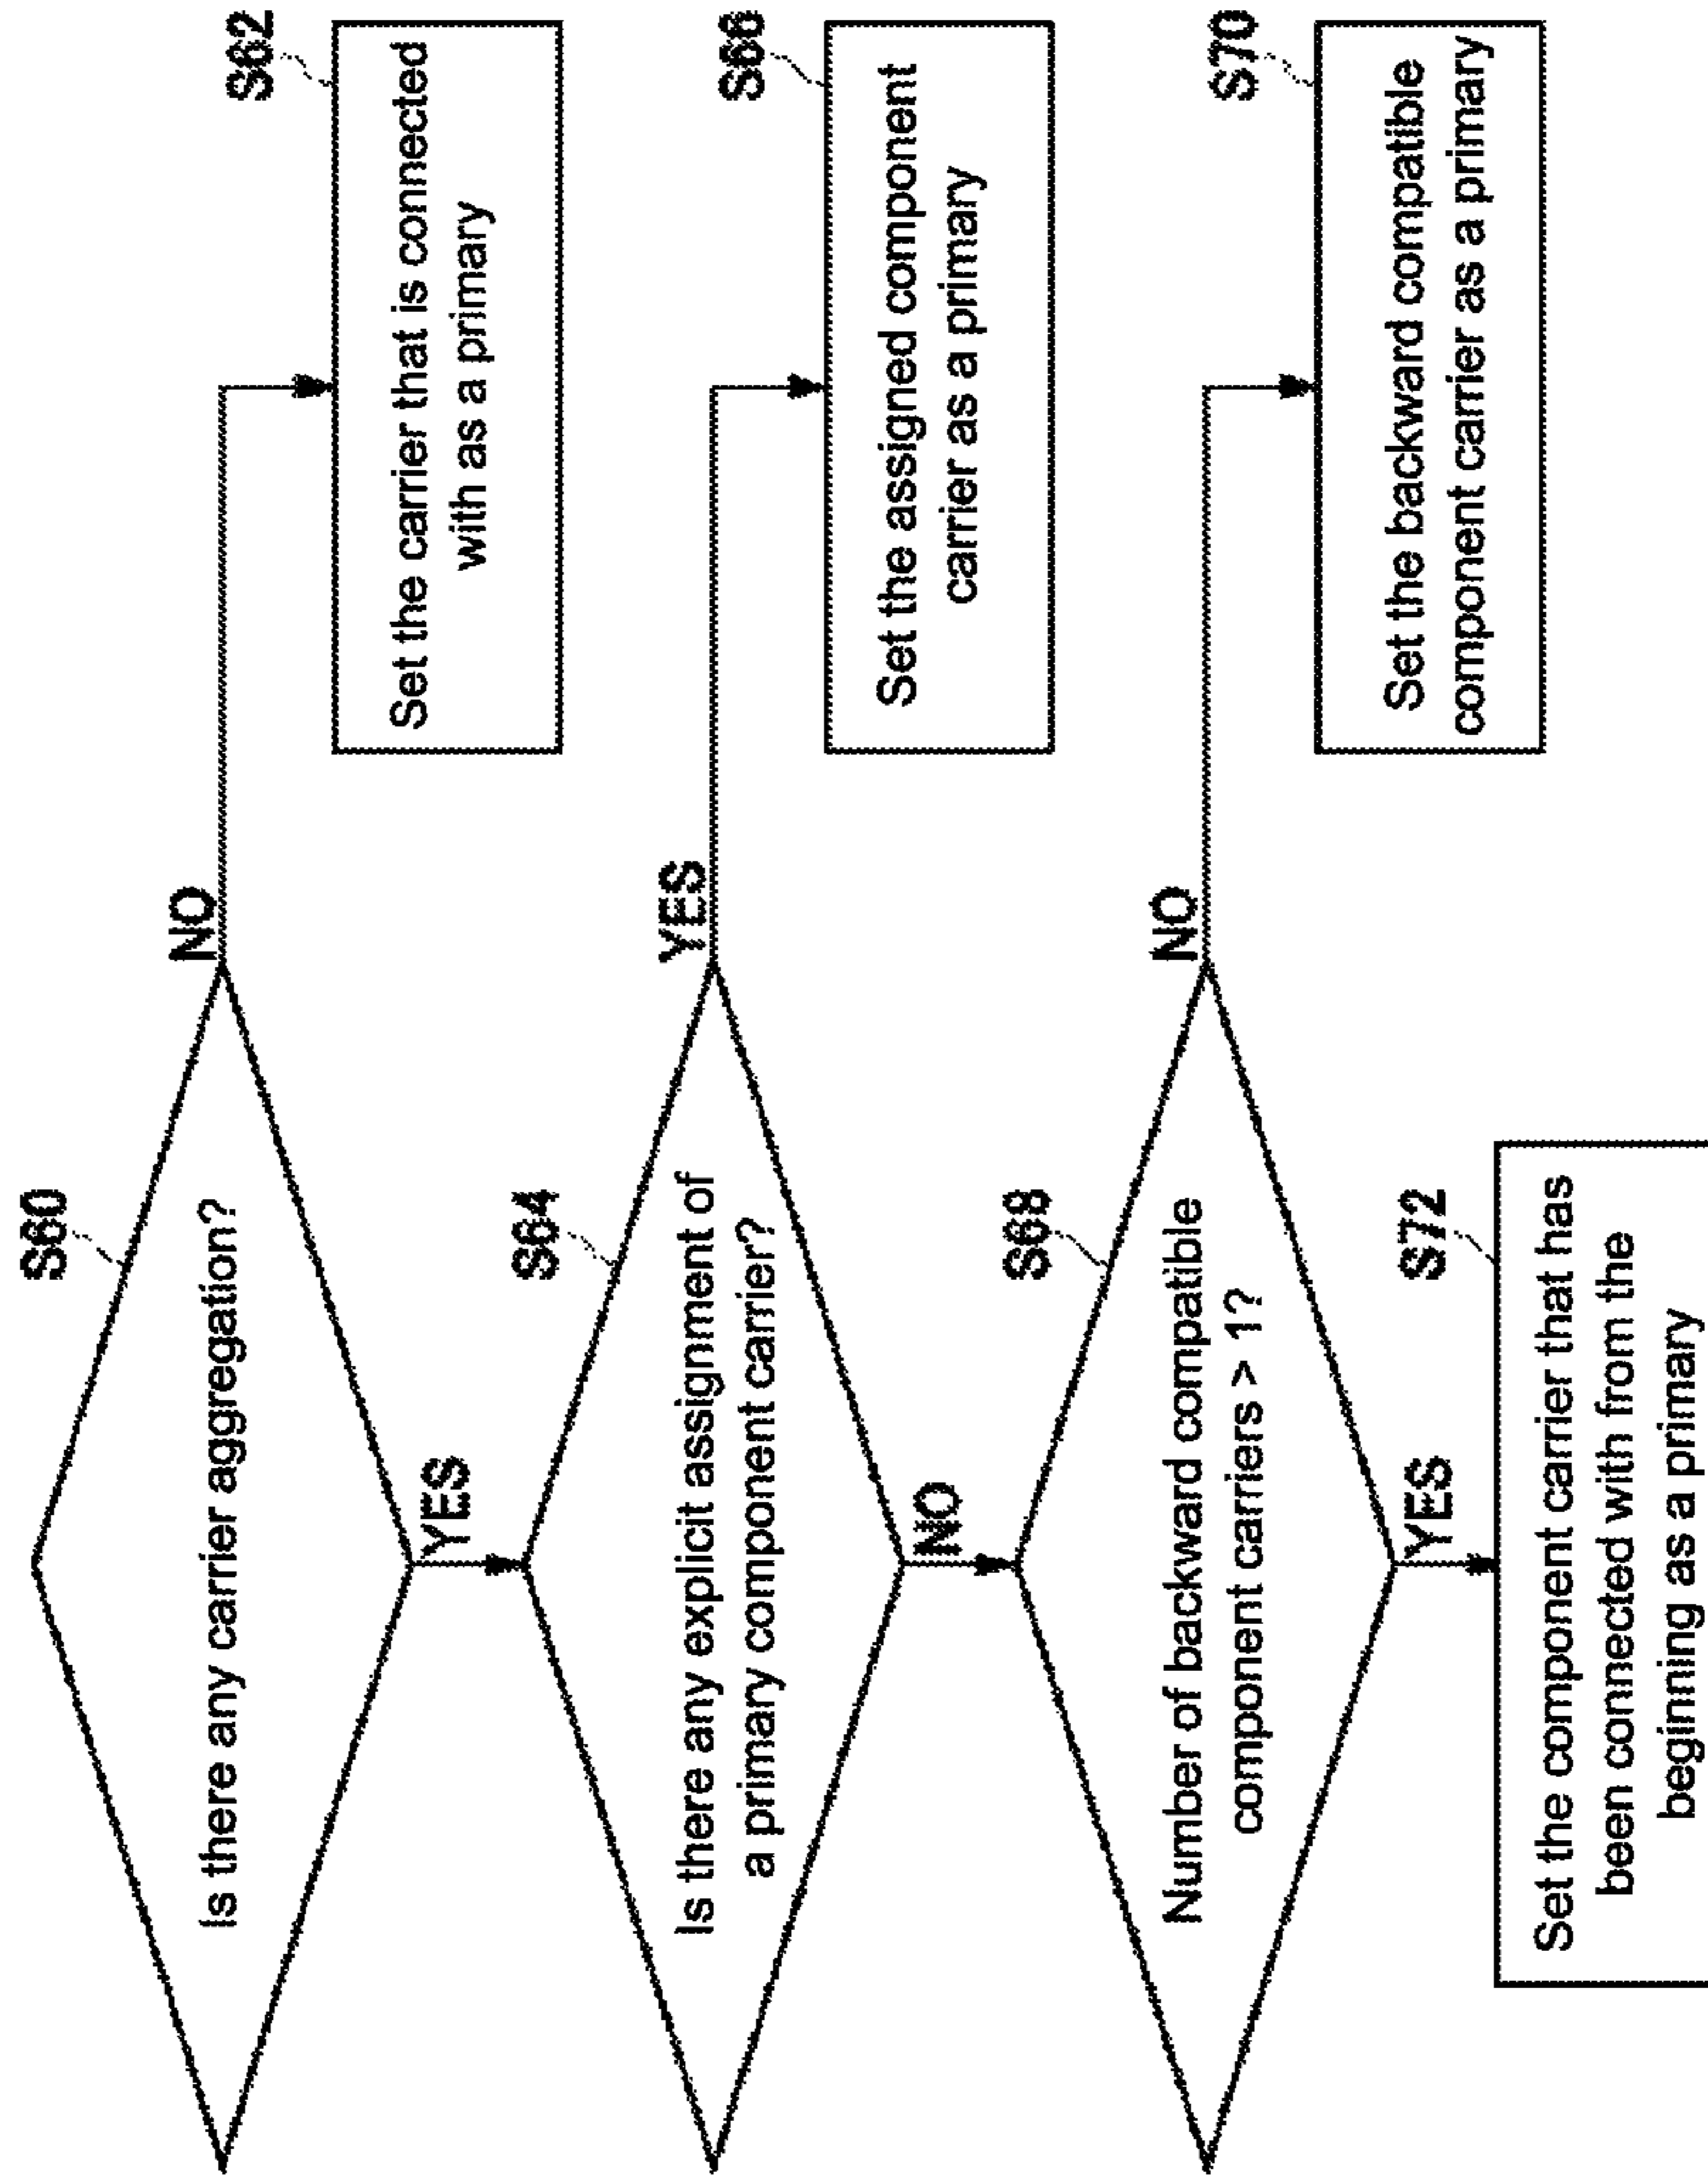 S60
Is there any carrier aggregation?
NO
S62
Set the carrier that is connected
with as a primary
YES
S64
Is there any explicit assignment of
a primary component carrier?
YES
S66
Set the assigned component
carrier as a primary
NO
S68
Number of backward compatible
component carriers > 1?
NO
S70
Set the backward compatible
component carrier as a primary
YES
S72
Set the component carrier that has
been connected with from the
beginning as a primary